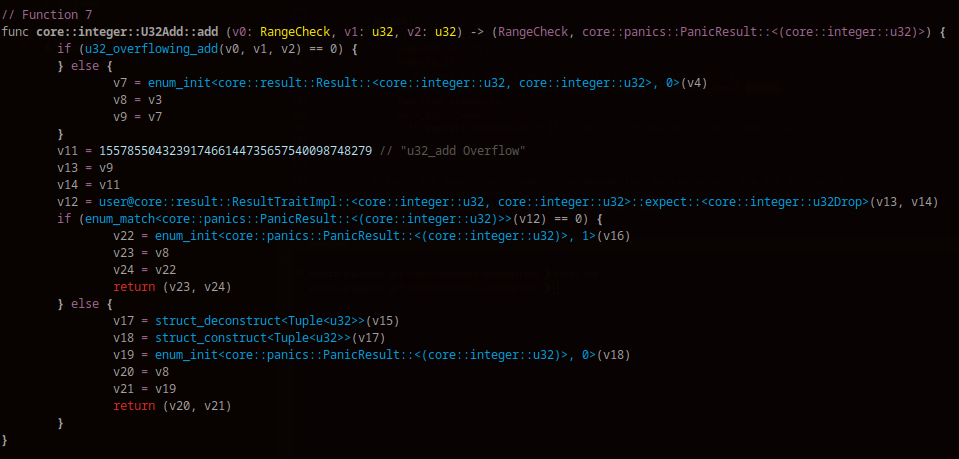 // Function 7
func core::integer::U32Add::add (v0: RangeCheck, v1: u32, v2: u32) -> (RangeCheck, core::panics::PanicResult::<(core::integer::u32)>) {
        if (u32_overflowing_add(v0, v1, v2) == 0) {
        } else {
                v7 = enum_init<core::result::Result::<core::integer::u32, core::integer::u32>, 0>(v4)
                v8 = v3
                v9 = v7
        }
        v11 = 155785504323917466144735657540098748279 // "u32_add Overflow"
        v13 = v9
        v14 = v11
        v12 = user@core::result::ResultTraitImpl::<core::integer::u32, core::integer::u32>::expect::<core::integer::u32Drop>(v13, v14)
        if (enum_match<core::panics::PanicResult::<(core::integer::u32)>>(v12) == 0) {
                v22 = enum_init<core::panics::PanicResult::<(core::integer::u32)>, 1>(v16)
                v23 = v8
                v24 = v22
                return (v23, v24)
        } else {
                v17 = struct_deconstruct<Tuple<u32>>(v15)
                v18 = struct_construct<Tuple<u32>>(v17)
                v19 = enum_init<core::panics::PanicResult::<(core::integer::u32)>, 0>(v18)
                v20 = v8
                v21 = v19
                return (v20, v21)
        }
}